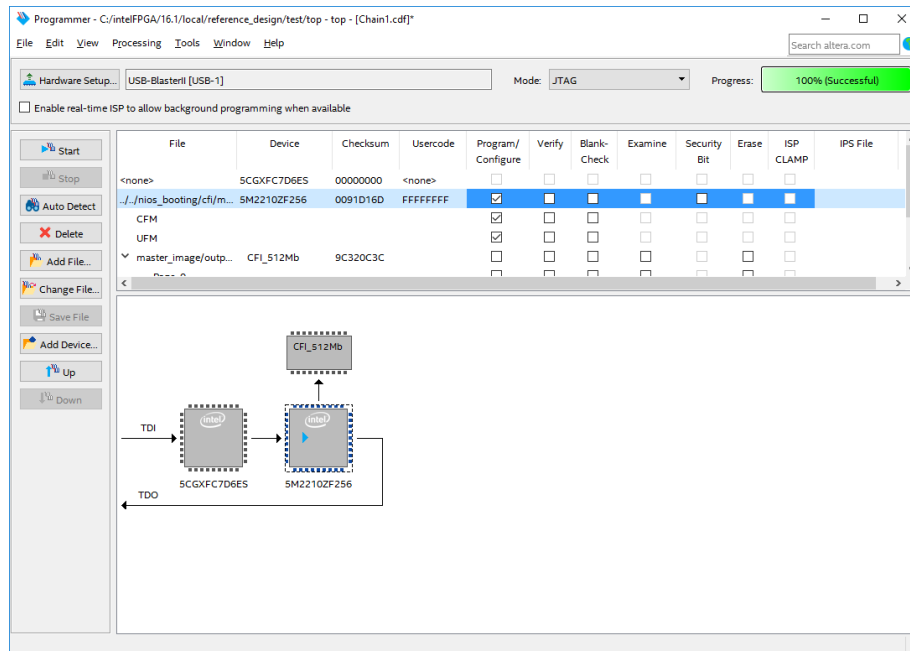 Programmer - C:/intelFPGA/16.1/local/reference_design/test/top - top - [Chain1.cdf]*
File Edit View Processing Tools Window Help
Search altera.com
Hardware Setup... USB-BlasterII [USB-1] Mode: JTAG Progress: 100% (Successful)
Enable real-time ISP to allow background programming when available
Start
Stop
Auto Detect
Delete
Add File...
Change File...
Save File
Add Device...
Up
Down
File Device Checksum Usercode Program/ Configure Verify Blank- Check Examine Security Bit Erase ISP CLAMP IPS File
<none> 5CGXFC7D6ES 00000000 <none>
../../nios_booting/cfi/m... 5M2210ZF256 0091D16D FFFFFFFF
CFM
UFM
master_image/outp... CFI_512Mb 9C320C3C
Page_0
CFI_512Mb
TDI
intel
intel
5CGXFC7D6ES
5M2210ZF256
TDO